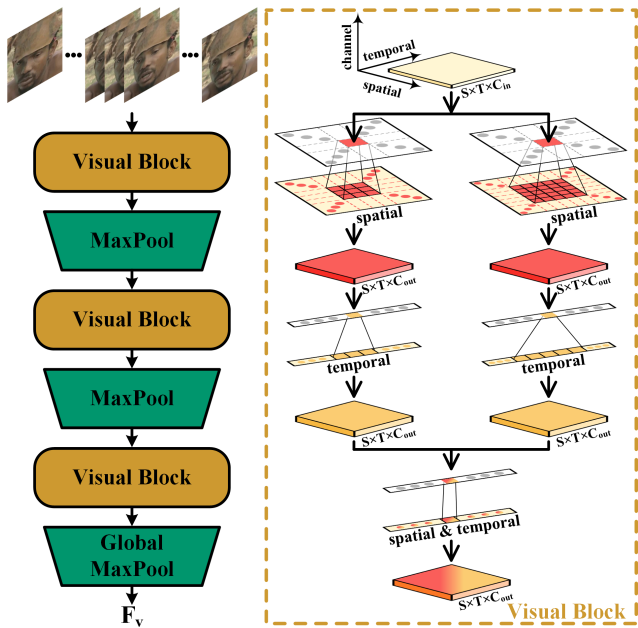 Visual Block
MaxPool
Visual Block
MaxPool
Visual Block
Global
MaxPool
F_v
channel
temporal
spatial
S×T×C_in
spatial
spatial
S×T×C_out
S×T×C_out
temporal
temporal
S×T×C_out
S×T×C_out
spatial & temporal
S×T×C_out
Visual Block